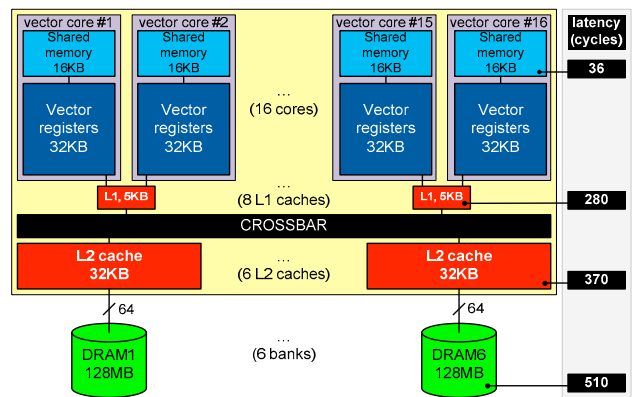 vector core #1
vector core #2
vector core #15
vector core #16
latency
(cycles)
Shared
memory
16KB
Shared
memory
16KB
Shared
memory
16KB
Shared
memory
16KB
36
...
(16 cores)
Vector
registers
32KB
Vector
registers
32KB
Vector
registers
32KB
Vector
registers
32KB
L1, 5KB
...
(8 L1 caches)
L1, 5KB
280
CROSSBAR
L2 cache
32KB
...
(6 L2 caches)
L2 cache
32KB
370
64
64
DRAM1
128MB
...
(6 banks)
DRAM6
128MB
510